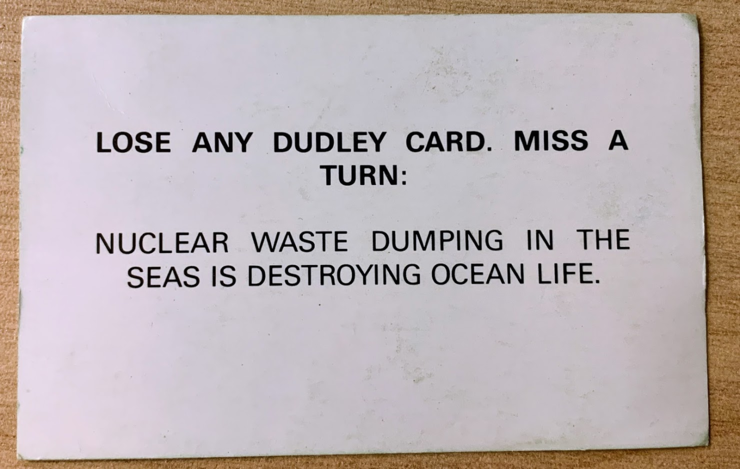 LOSE ANY DUDLEY CARD. MISS A
TURN:
NUCLEAR WASTE DUMPING IN THE
SEAS IS DESTROYING OCEAN LIFE.